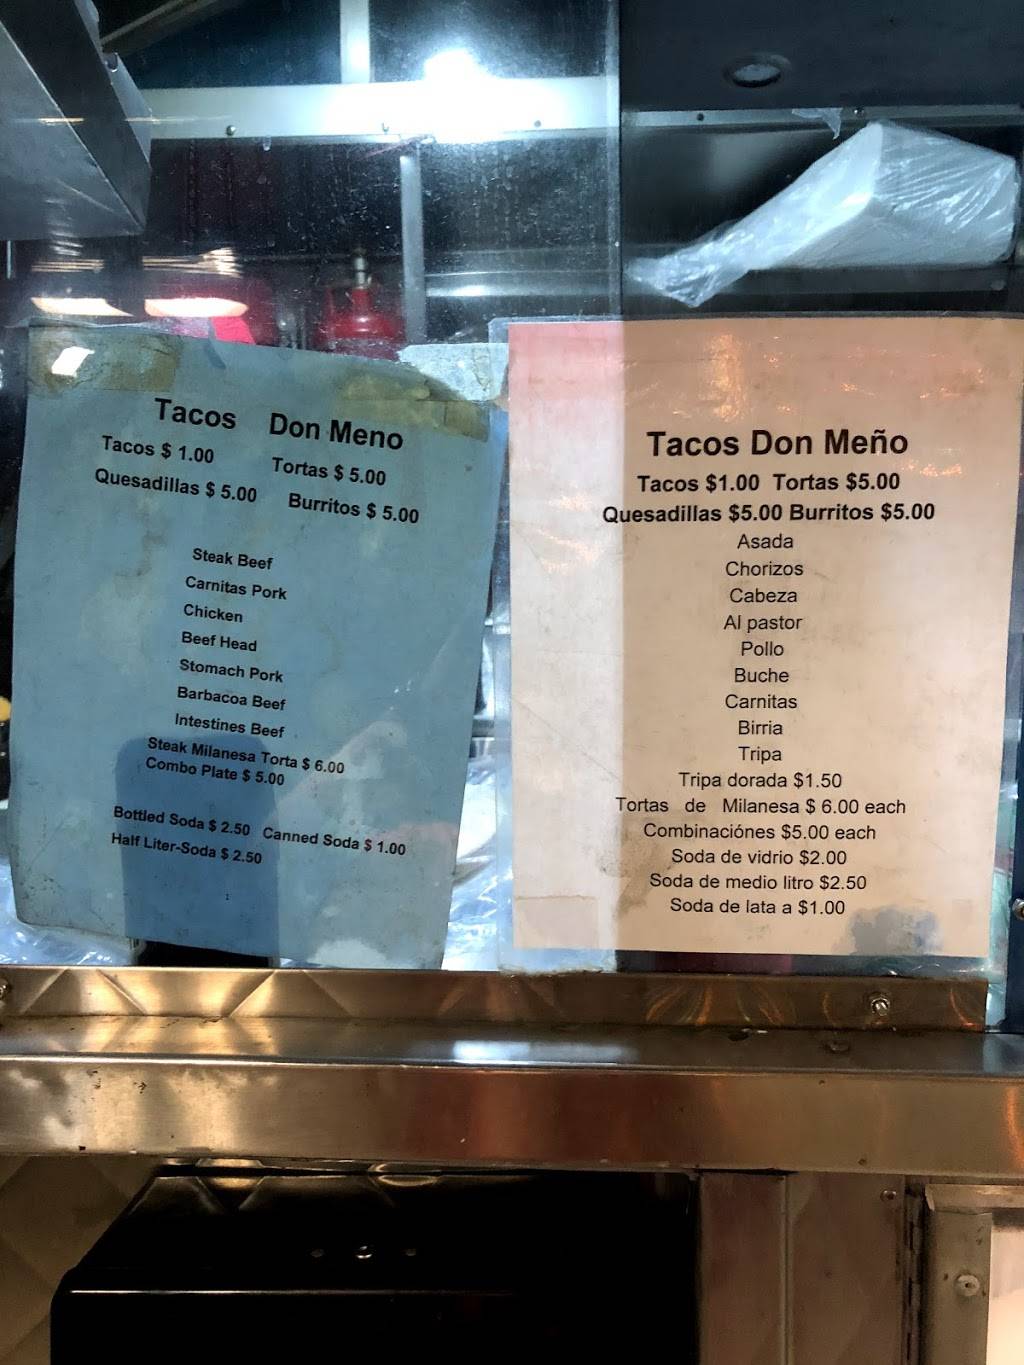 Tacos Don Meno
Tacos $ 1.00 Tortas $ 5.00
Quesadillas $ 5.00 Burritos $ 5.00
Steak Beef
Carnitas Pork
Chicken
Beef Head
Stomach Pork
Barbacoa Beef
Intestines Beef
Steak Milanesa Torta $ 6.00
Combo Plate $ 5.00
Bottled Soda $ 2.50 Canned Soda $ 1.00
Half Liter-Soda $ 2.50
Tacos Don Meño
Tacos $1.00 Tortas $5.00
Quesadillas $5.00 Burritos $5.00
Asada
Chorizos
Cabeza
Al pastor
Pollo
Buche
Carnitas
Birria
Tripa
Tripa dorada $1.50
Tortas de Milanesa $ 6.00 each
Combinaciónes $5.00 each
Soda de vidrio $2.00
Soda de medio litro $2.50
Soda de lata a $1.00